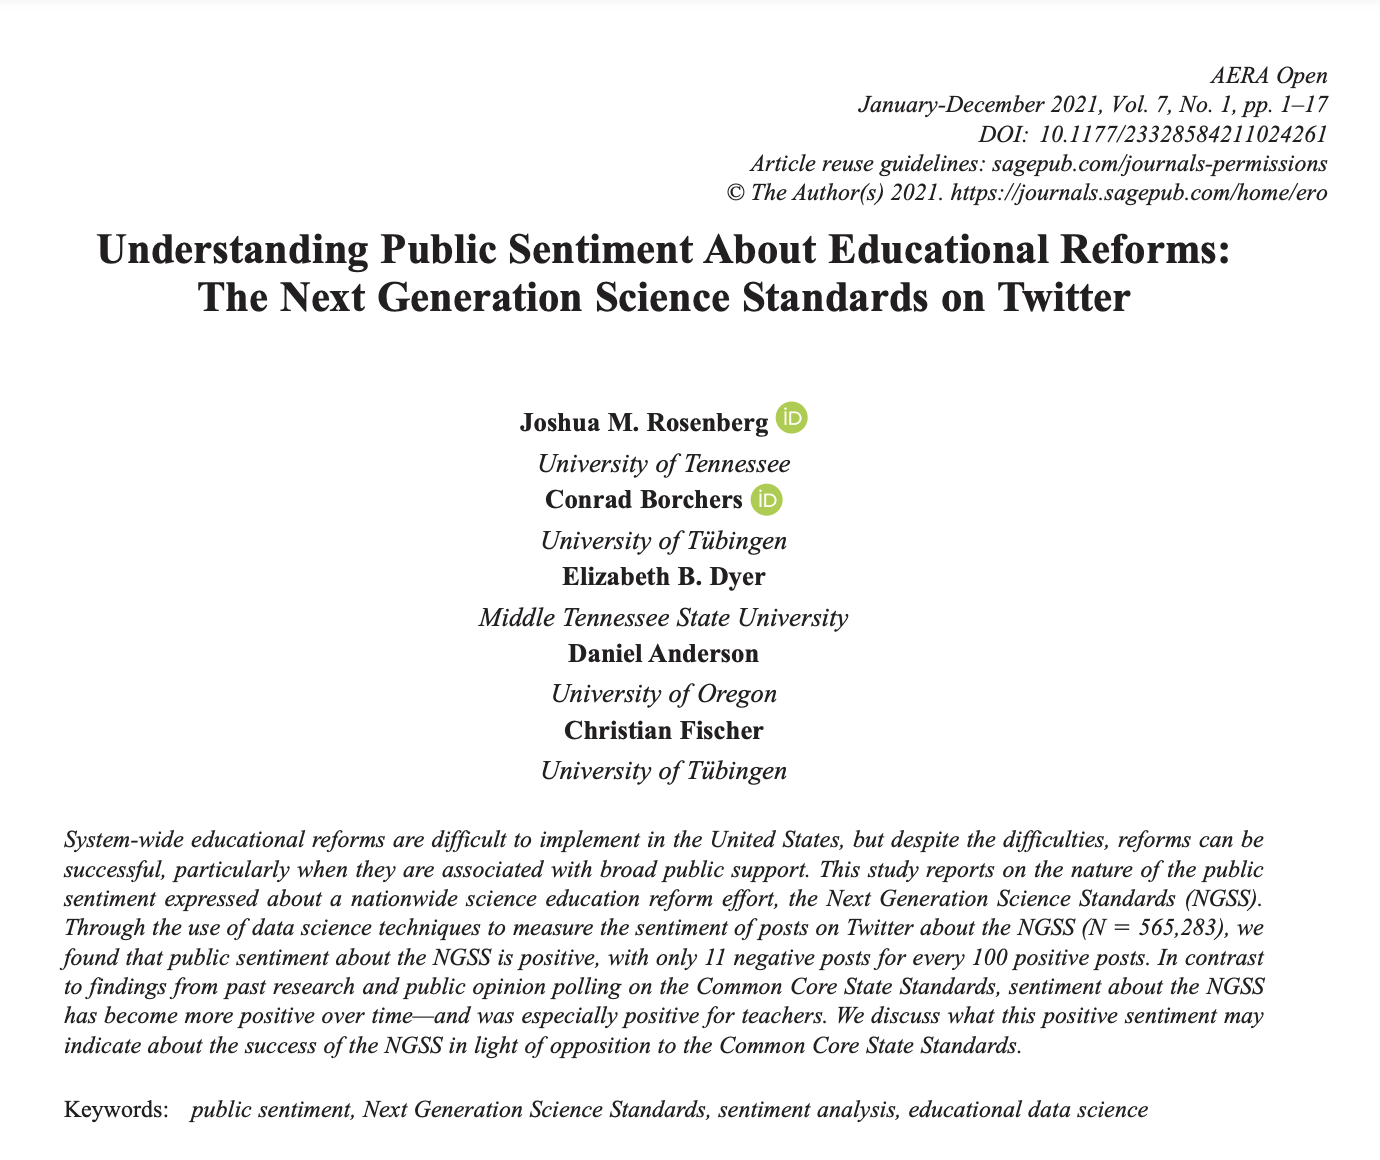 AERA Open
January-December 2021, Vol. 7, No. 1, pp. 1–17
DOI: 10.1177/23328584211024261
Article reuse guidelines: sagepub.com/journals-permissions
© The Author(s) 2021. https://journals.sagepub.com/home/ero
Understanding Public Sentiment About Educational Reforms:
The Next Generation Science Standards on Twitter
Joshua M. Rosenberg iD
University of Tennessee
Conrad Borchers iD
University of Tübingen
Elizabeth B. Dyer
Middle Tennessee State University
Daniel Anderson
University of Oregon
Christian Fischer
University of Tübingen
System-wide educational reforms are difficult to implement in the United States, but despite the difficulties, reforms can be
successful, particularly when they are associated with broad public support. This study reports on the nature of the public
sentiment expressed about a nationwide science education reform effort, the Next Generation Science Standards (NGSS).
Through the use of data science techniques to measure the sentiment of posts on Twitter about the NGSS (N = 565,283), we
found that public sentiment about the NGSS is positive, with only 11 negative posts for every 100 positive posts. In contrast
to findings from past research and public opinion polling on the Common Core State Standards, sentiment about the NGSS
has become more positive over time—and was especially positive for teachers. We discuss what this positive sentiment may
indicate about the success of the NGSS in light of opposition to the Common Core State Standards.
Keywords: public sentiment, Next Generation Science Standards, sentiment analysis, educational data science